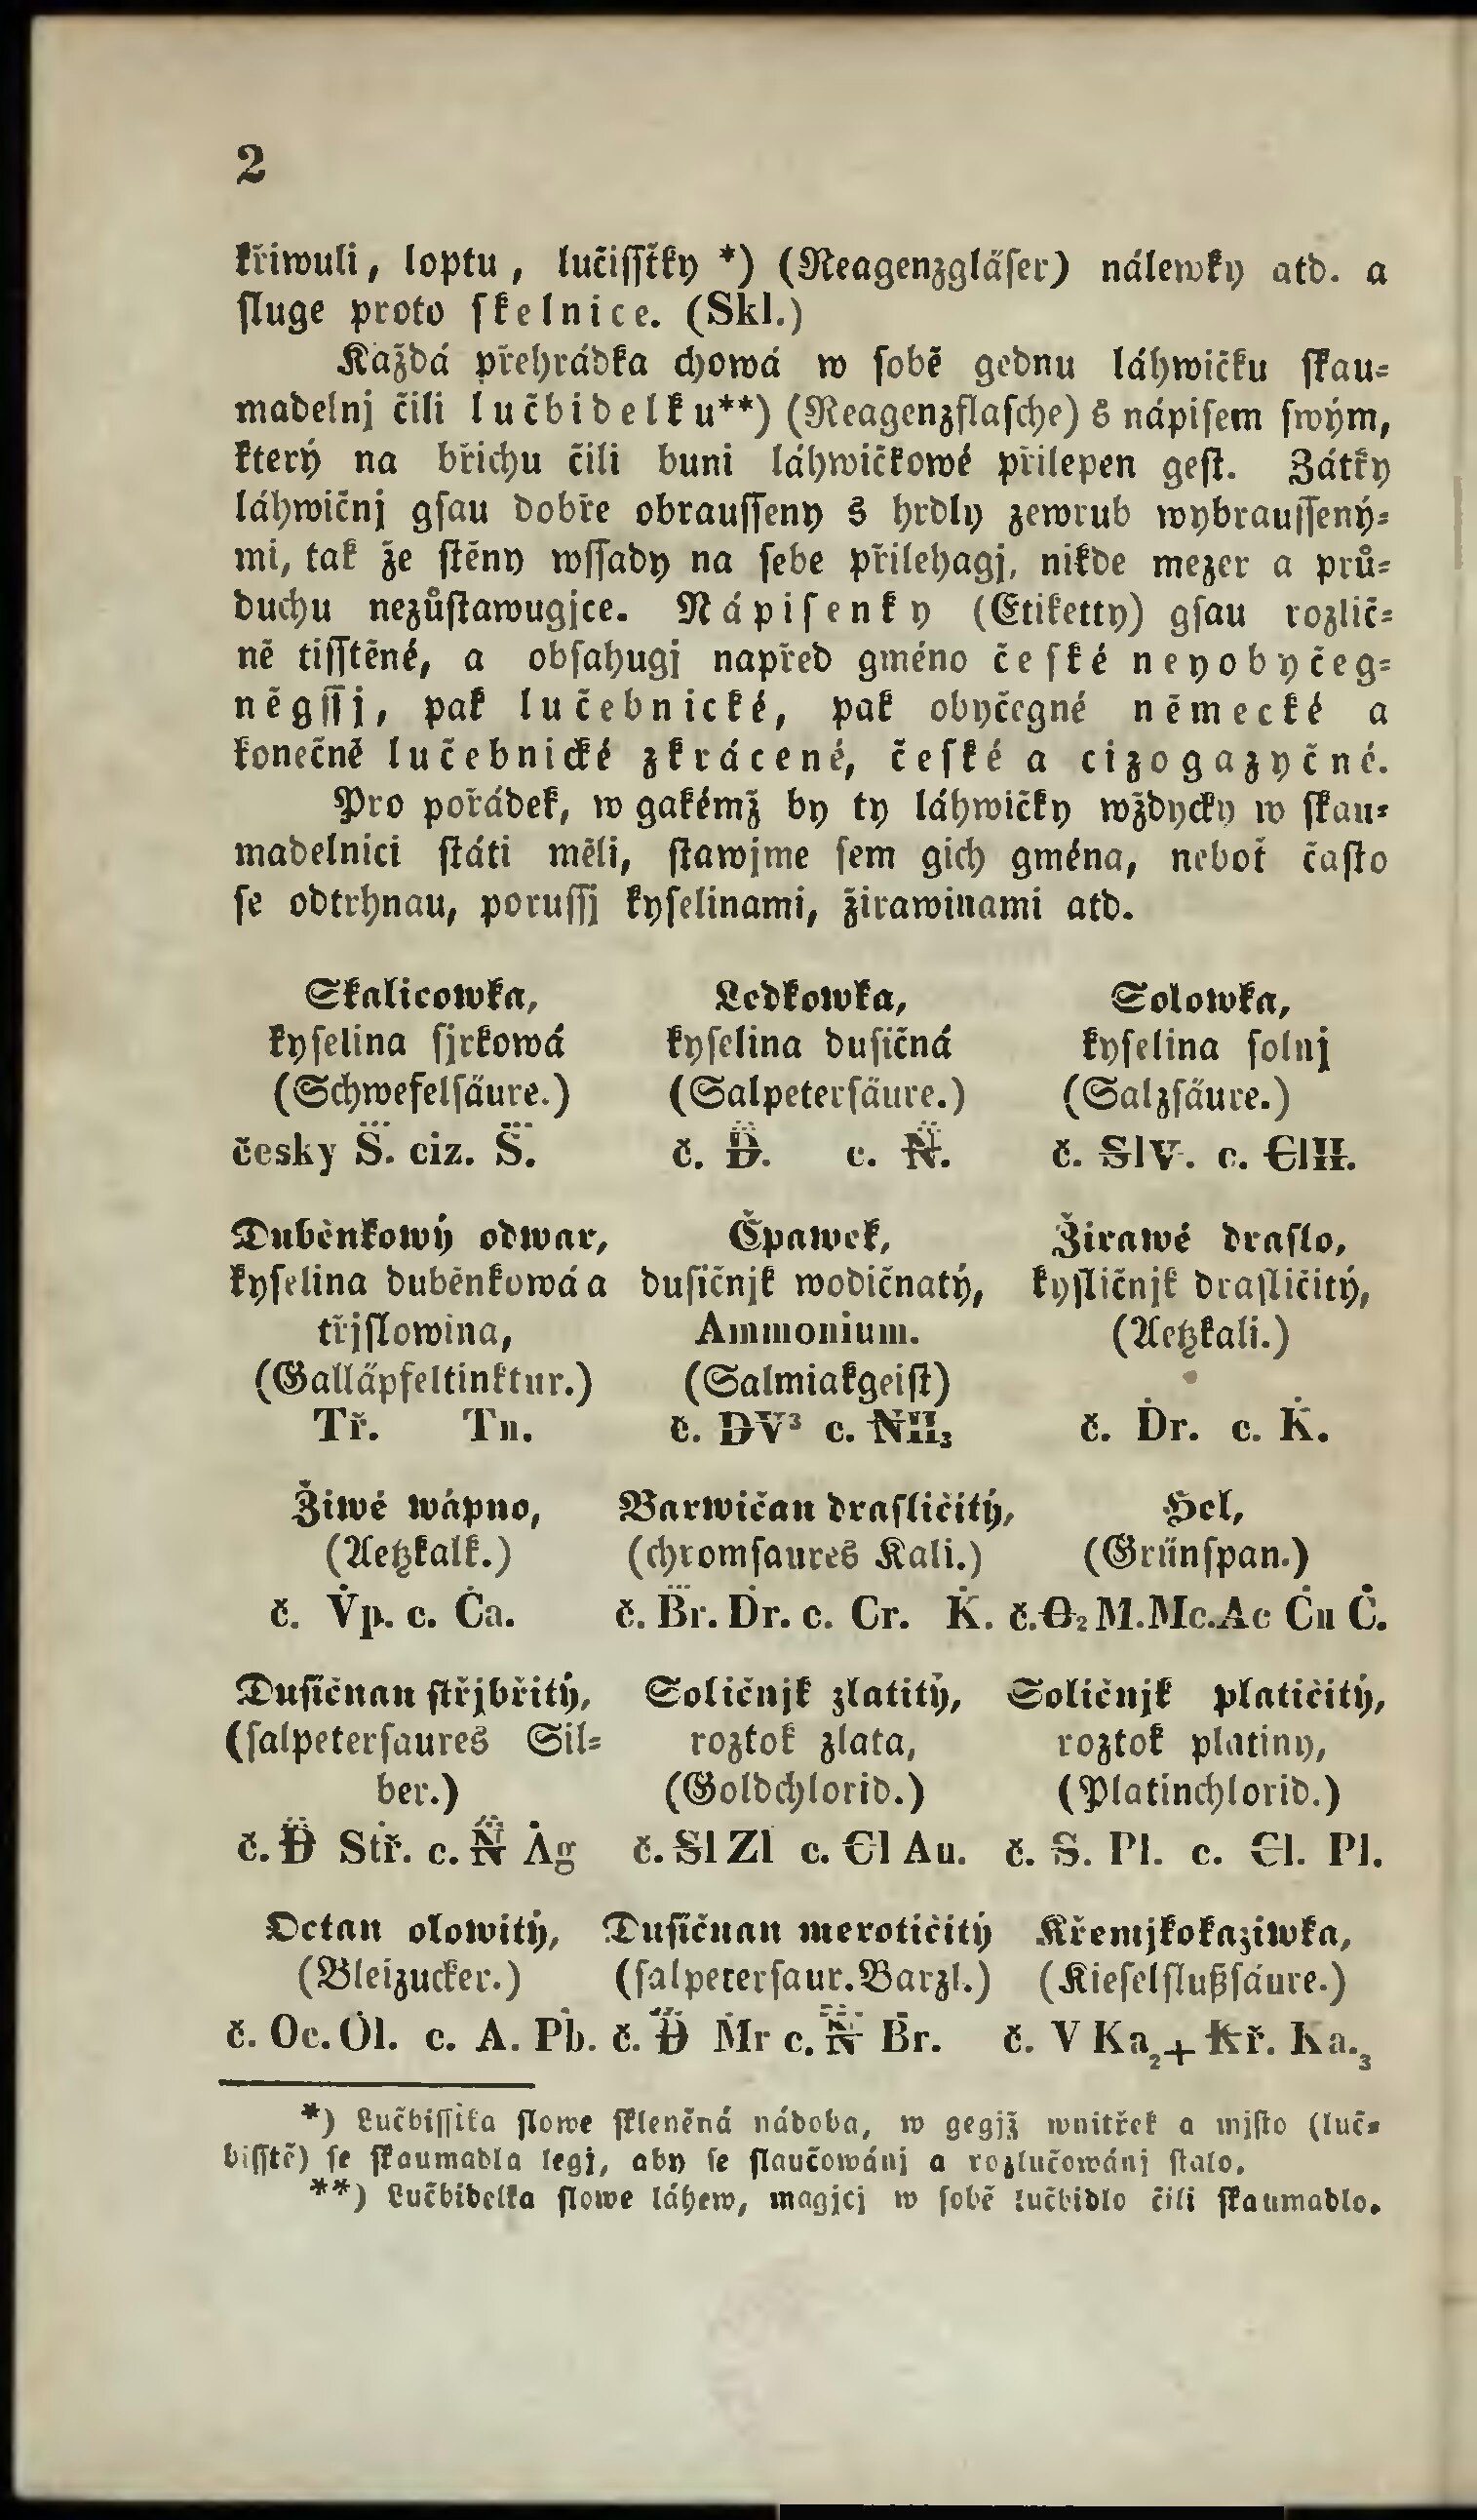 2
křiwuli, loptu, lučisſtky *) (Reagenzgläſer) nálewky atd. a
ſluge proto ſkelnice. (Skl.)
Každá přehrádka chowá w ſobě gednu láhwičku ſkau-
madelnj čili lučbidelku**) (Reagenzflaſche) s nápiſem ſwým,
který na břichu čili buni láhwičkowé přilepen geſt. Zátky
láhwičnj gſau dobře obrauſſeny s hrdly zewrub wybrauſſený-
mi, tak že ſtěny wſſady na ſebe přilehagj, nikde mezer a prů-
duchu nezůſtawugjce. Nápiſenky (Etiketty) gſau rozlič-
ně tiſſtěné, a obſahugj napřed gméno čeſké neyobyčeg-
něgſſj, pak lučebnické, pak obyčegné německé a
konečně lučebnické zkrácené, čeſké a cizogazyčné.
Pro pořádek, w gakémž by ty láhwičky wždycky w ſkau-
madelnici ſtáti měli, ſtawjme ſem gich gména, neboť čaſto
ſe odtrhnau, poruſſj kyſelinami, žirawinami atd.
Skalicowka, Ledkowka, Solowka,
kyſelina ſjrkowá kyſelina duſičná kyſelina ſolnj
(Schwefelſäure.) (Salpeterſäure.) (Salzſäure.)
česky S⃛. ciz. S⃛. č. D. c. N. č. SlV. c. ClH.
Duběnkowý odwar, Čpawek, Žirawé draſlo,
kyſelina duběnkowá a duſičnjk wodičnatý, kyſličnjk draſličitý,
třjſlowina, Ammonium. (Aetzkali.)
(Galläpfeltinktur.) (Salmiakgeiſt)
Tř. Tn. č. DV³ c. NH₃ č. Ḋr. c. K̇.
Žiwé wápno, Barwičan draſličitý, Hel,
(Aetzkalk.) (chromſaures Kali.) (Grünſpan.)
č. V̇p. c. Ċa. č. B⃛r. Ḋr. c. Cr. K̇. č. O₂ M. Mc. Ac Ċu Ċ.
Duſičnan ſtřjbřitý, Soličnjk zlatitý, Soličnjk platičitý,
(ſalpeterſaures Sil- roztok zlata, roztok platiny,
ber.) (Goldchlorid.) (Platinchlorid.)
č. D Stř. c. N Ȧg č. Sl Zl c. Cl Au. č. S. Pl. c. Cl. Pl.
Octan olowitý, Duſičnan merotičitý Křemjkokaziwka,
(Bleizucker.) (ſalpeterſaur. Barzl.) (Kieſelflußſäure.)
č. Oc. Ol. c. A. Pb. č. D Mr c. N Br. č. V Ka₂ + Kř. Ka.₃
*) Lučbiſſtka ſlowe ſkleněná nádoba, w gegjž wnitřek a mjſto (luč-
biſſtě) ſe ſkaumadla legj, aby ſe ſlaučowánj a rozlučowánj ſtalo.
**) Lučbidelka ſlowe láhew, magjcj w ſobě lučbidlo čili ſkaumadlo.